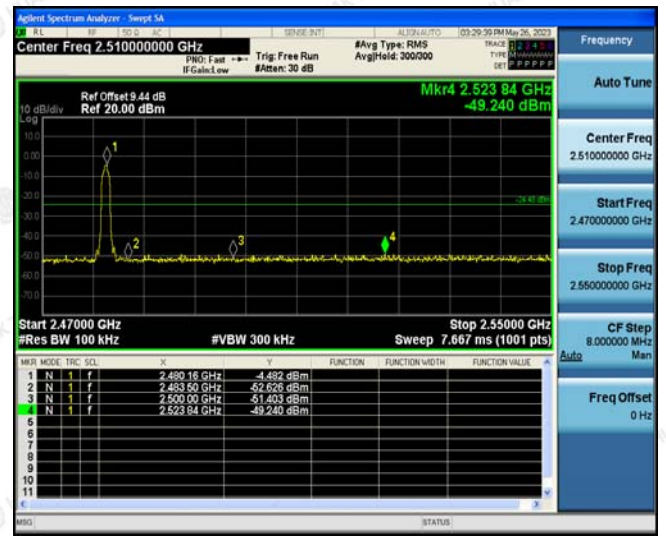 Agilent Spectrum Analyzer - Swept SA
RL RF 50 Ω AC SENSE:INT ALIGN AUTO 03:29:39 PM May 26, 2023
Center Freq 2.510000000 GHz
PNO: Fast IFGain:Low
Trig: Free Run
#Atten: 30 dB
#Avg Type: RMS
Avg|Hold: 300/300
TRACE 1 2 3 4 5 6
TYPE MWWWWW
DET P P P P P P
Mkr4 2.523 84 GHz
-49.240 dBm
Ref Offset 9.44 dB
10 dB/div Ref 20.00 dBm
Log
10.0
0.00
-10.0
-20.0
-30.0
-40.0
-50.0
-60.0
-70.0
1
2
3
4
Start 2.47000 GHz Stop 2.55000 GHz
#Res BW 100 kHz #VBW 300 kHz Sweep 7.667 ms (1001 pts)
MKR MODE TRC SCL X Y FUNCTION FUNCTION WIDTH FUNCTION VALUE
1 N 1 f 2.480 16 GHz -4.482 dBm
2 N 1 f 2.483 50 GHz -52.626 dBm
3 N 1 f 2.500 00 GHz -51.403 dBm
4 N 1 f 2.523 84 GHz -49.240 dBm
5
6
7
8
9
10
11
MSG STATUS
Frequency
Auto Tune
Center Freq
2.510000000 GHz
Start Freq
2.470000000 GHz
Stop Freq
2.550000000 GHz
CF Step
8.000000 MHz
Auto Man
Freq Offset
0 Hz